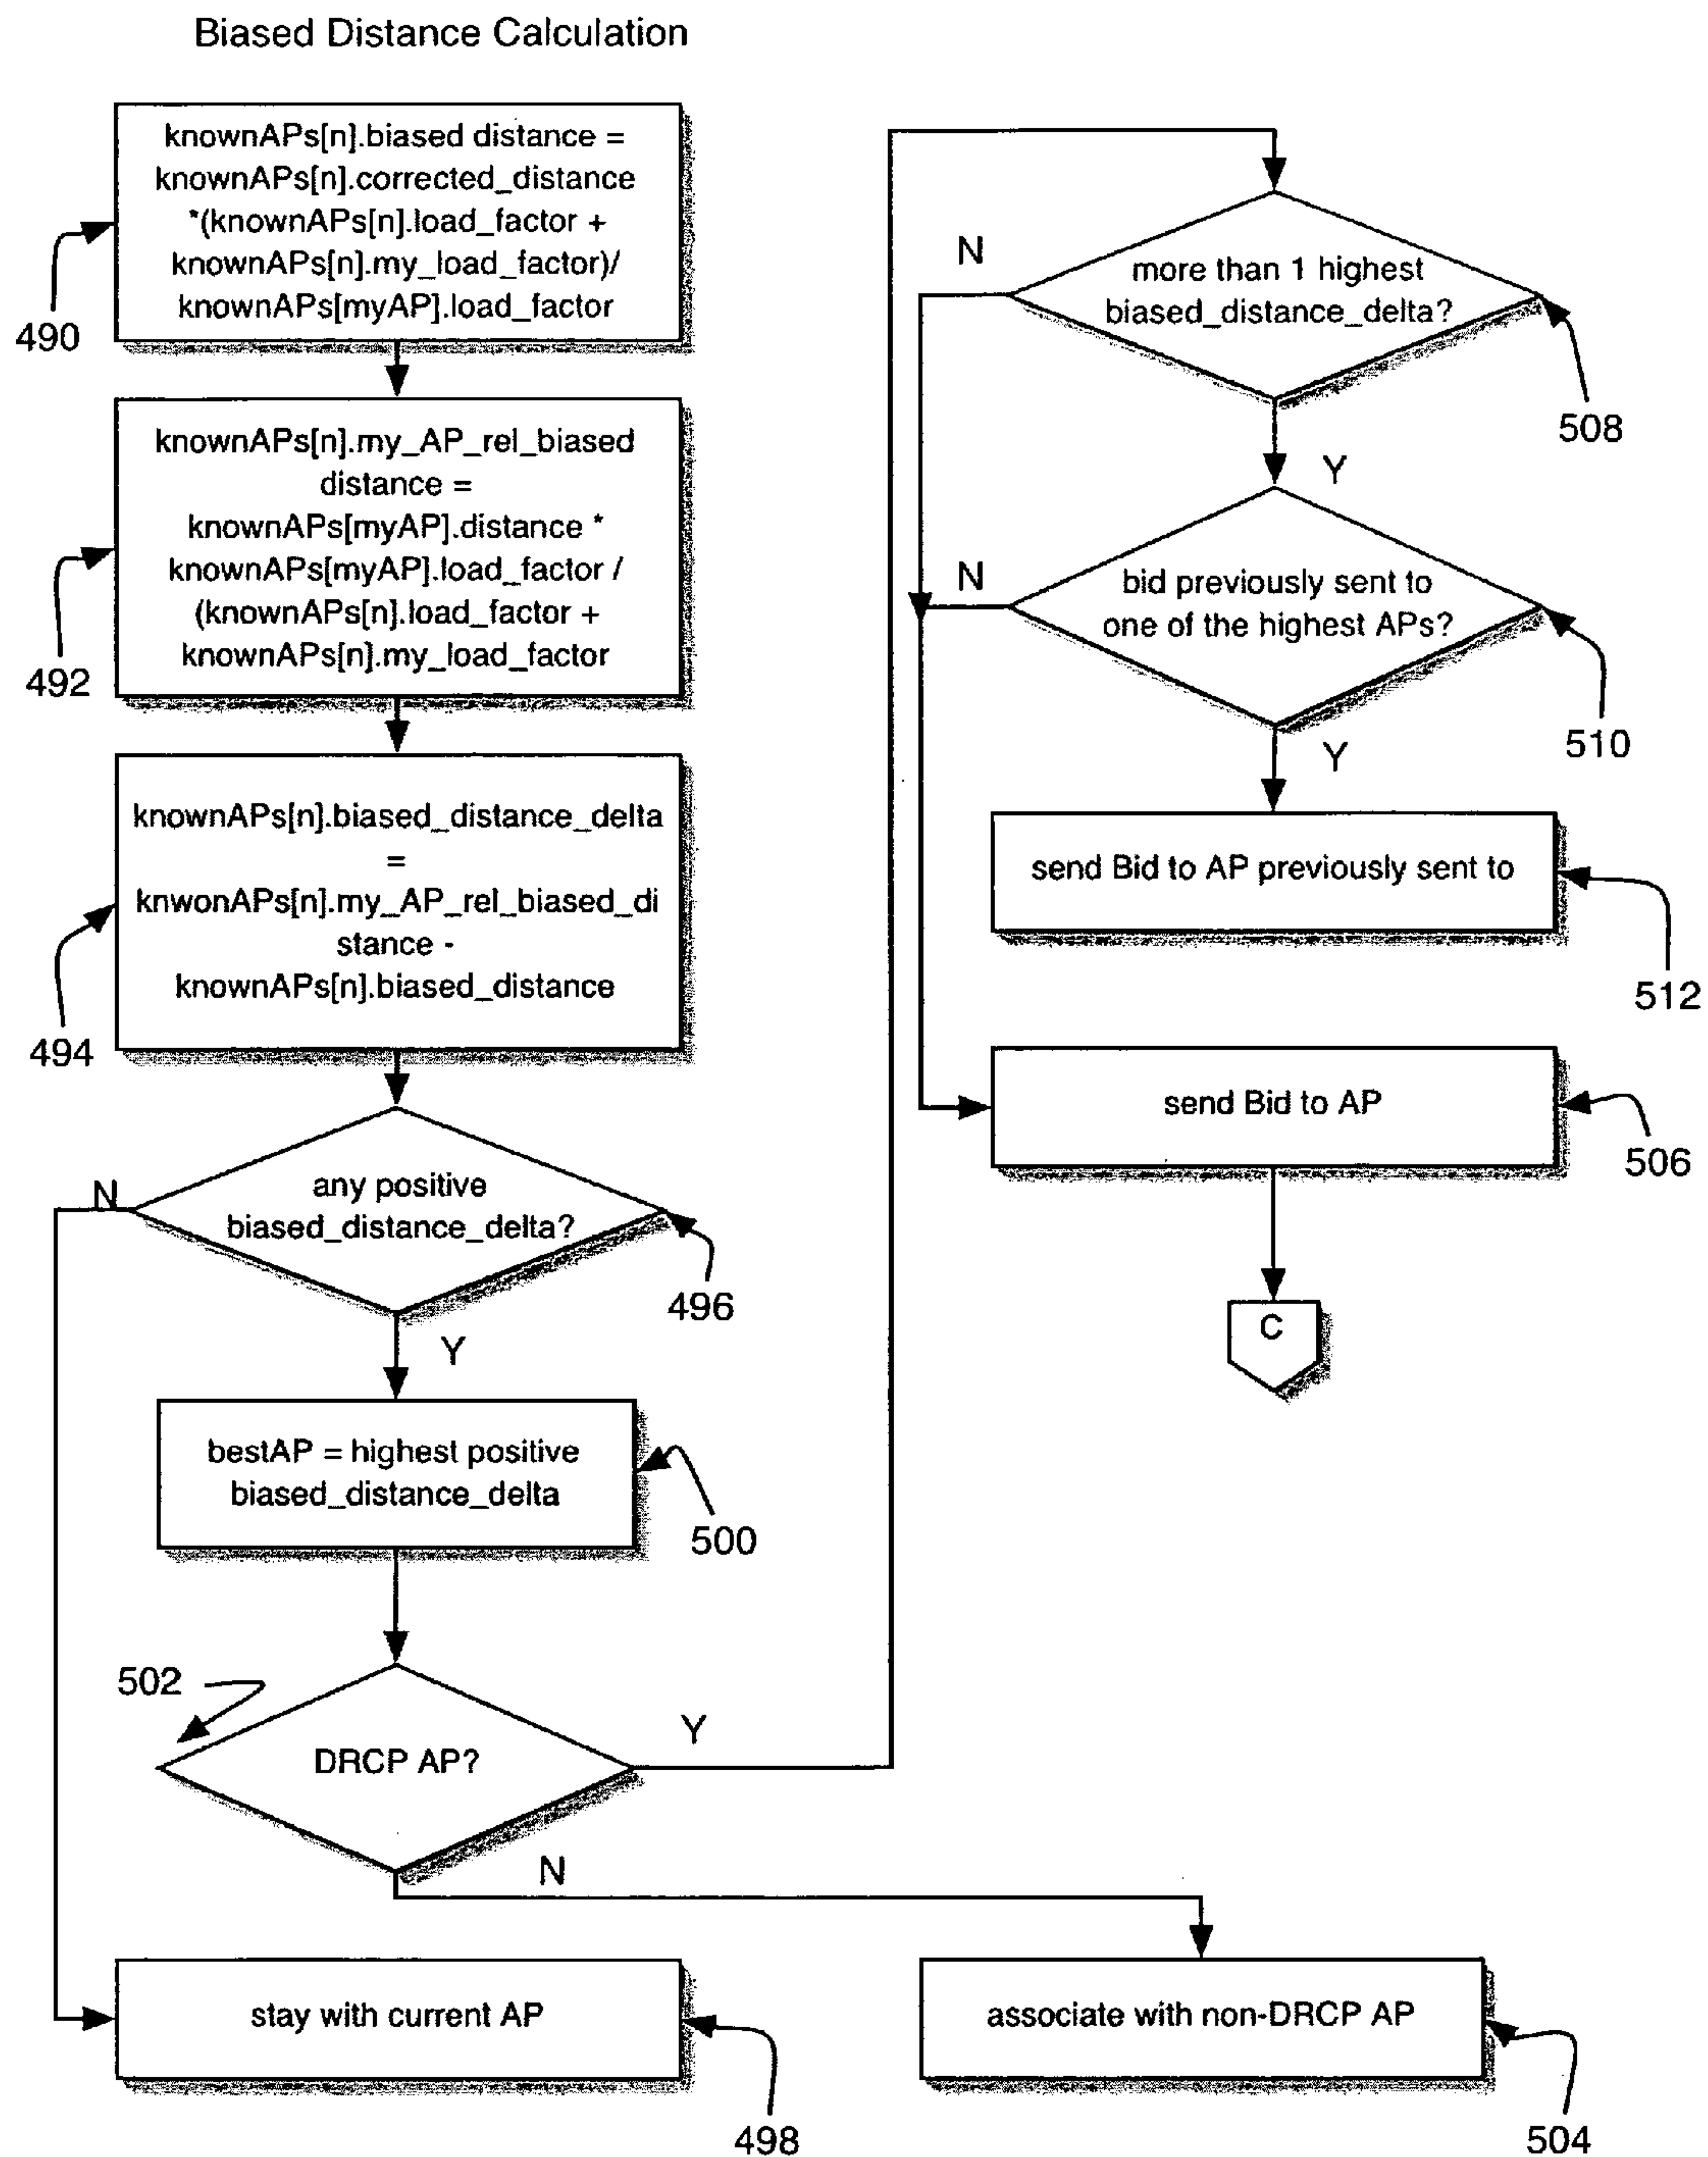 Biased Distance Calculation
knownAPs[n].biased distance =
knownAPs[n].corrected_distance
*(knownAPs[n].load_factor +
knownAPs[n].my_load_factor)/
knownAPs[myAP].load_factor
490
knownAPs[n].my_AP_rel_biased
distance =
knownAPs[myAP].distance *
knownAPs[myAP].load_factor /
(knownAPs[n].load_factor +
knownAPs[n].my_load_factor
492
knownAPs[n].biased_distance_delta
=
knwonAPs[n].my_AP_rel_biased_di
stance -
knownAPs[n].biased_distance
494
N
any positive
biased_distance_delta?
496
Y
bestAP = highest positive
biased_distance_delta
500
502
DRCP AP?
Y
N
stay with current AP
498
associate with non-DRCP AP
504
N
more than 1 highest
biased_distance_delta?
508
Y
N
bid previously sent to
one of the highest APs?
510
Y
send Bid to AP previously sent to
512
send Bid to AP
506
C